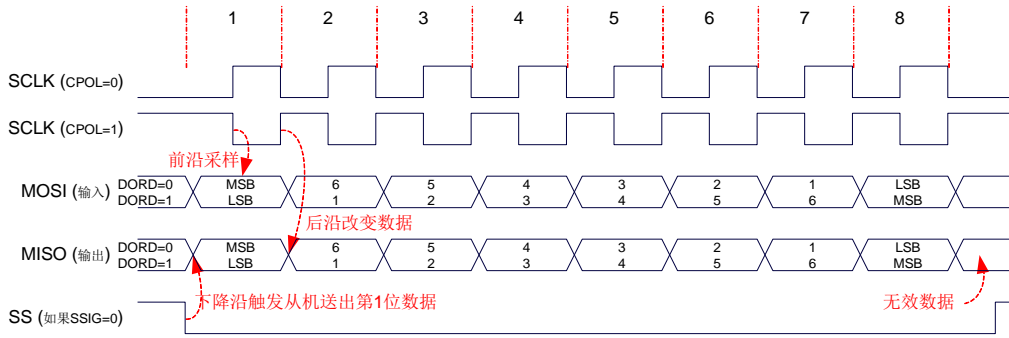 1 2 3 4 5 6 7 8
SCLK (CPOL=0)
SCLK (CPOL=1)
前沿采样
MOSI (输入) DORD=0 MSB 6 5 4 3 2 1 LSB
DORD=1 LSB 1 2 3 4 5 6 MSB
后沿改变数据
MISO (输出) DORD=0 MSB 6 5 4 3 2 1 LSB
DORD=1 LSB 1 2 3 4 5 6 MSB
下降沿触发从机送出第1位数据 无效数据
SS (如果SSIG=0)